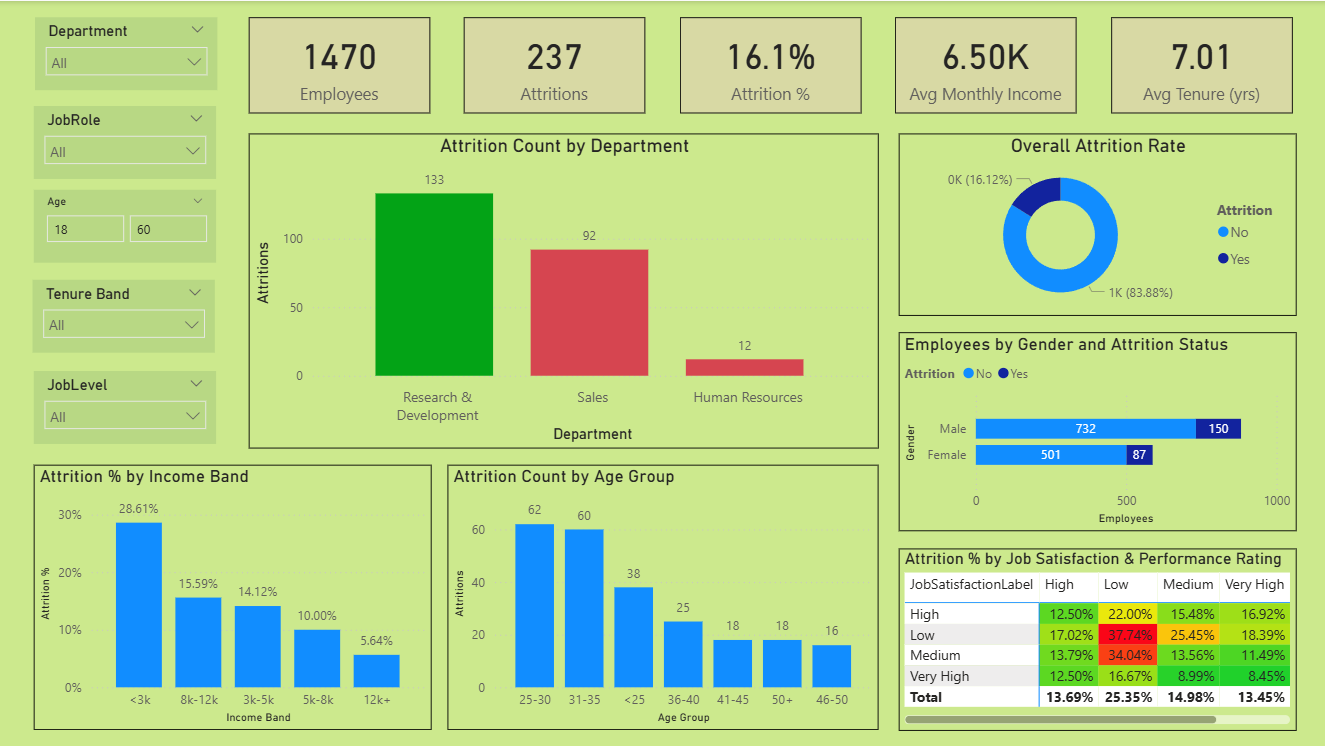 Department
All
JobRole
All
Age
18 60
Tenure Band
All
JobLevel
All
1470
Employees
237
Attritions
16.1%
Attrition %
6.50K
Avg Monthly Income
7.01
Avg Tenure (yrs)
Attrition Count by Department
Attritions
100
50
0
133
92
12
Research &
Development
Sales
Human Resources
Department
Overall Attrition Rate
0K (16.12%)
1K (83.88%)
Attrition
No
Yes
Employees by Gender and Attrition Status
Attrition No Yes
Gender
Male 732 150
Female 501 87
0 500 1000
Employees
Attrition % by Income Band
Attrition %
30%
20%
10%
0%
28.61%
15.59%
14.12%
10.00%
5.64%
<3k 8k-12k 3k-5k 5k-8k 12k+
Income Band
Attrition Count by Age Group
Attritions
60
40
20
0
62
60
38
25
18
18
16
25-30 31-35 <25 36-40 41-45 50+ 46-50
Age Group
Attrition % by Job Satisfaction & Performance Rating
JobSatisfactionLabel High Low Medium Very High
High 12.50% 22.00% 15.48% 16.92%
Low 17.02% 37.74% 25.45% 18.39%
Medium 13.79% 34.04% 13.56% 11.49%
Very High 12.50% 16.67% 8.99% 8.45%
Total 13.69% 25.35% 14.98% 13.45%